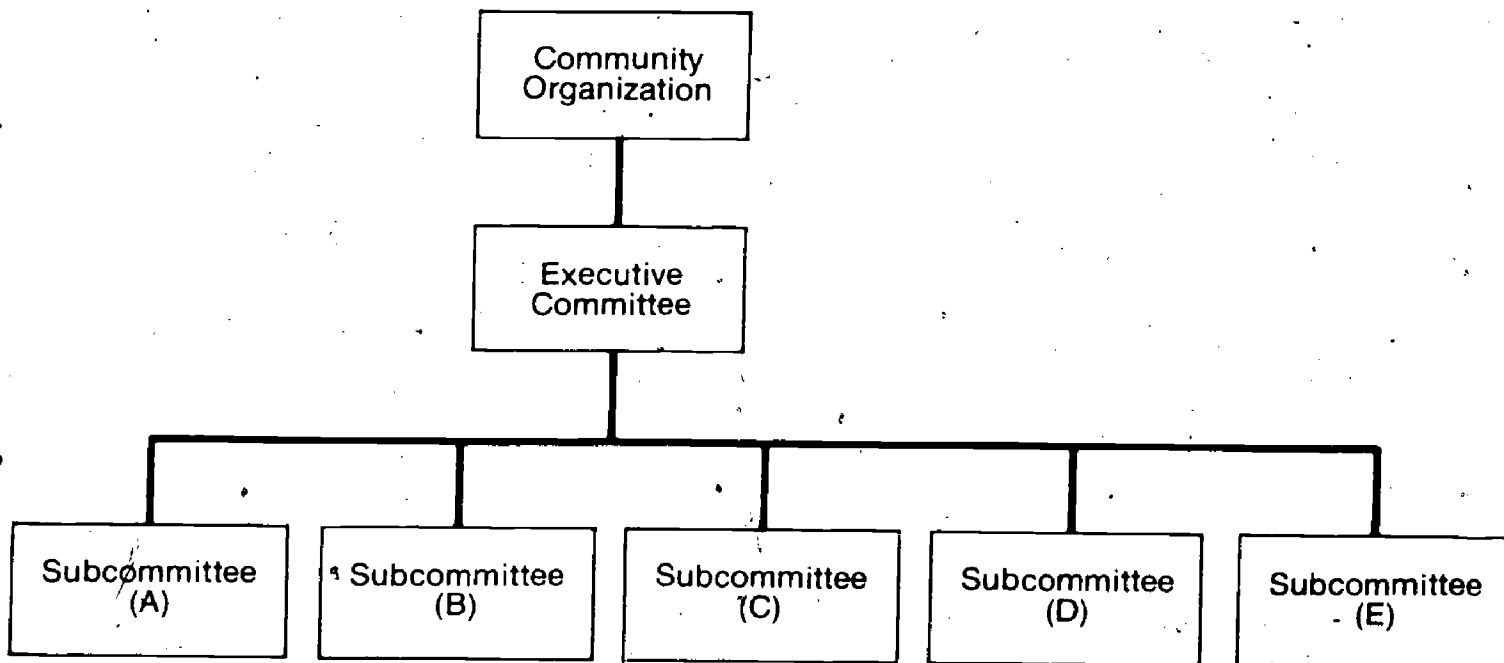 Community
Organization
Executive
Committee
Subcommittee
(A)
Subcommittee
(B)
Subcommittee
(C)
Subcommittee
(D)
Subcommittee
(E)